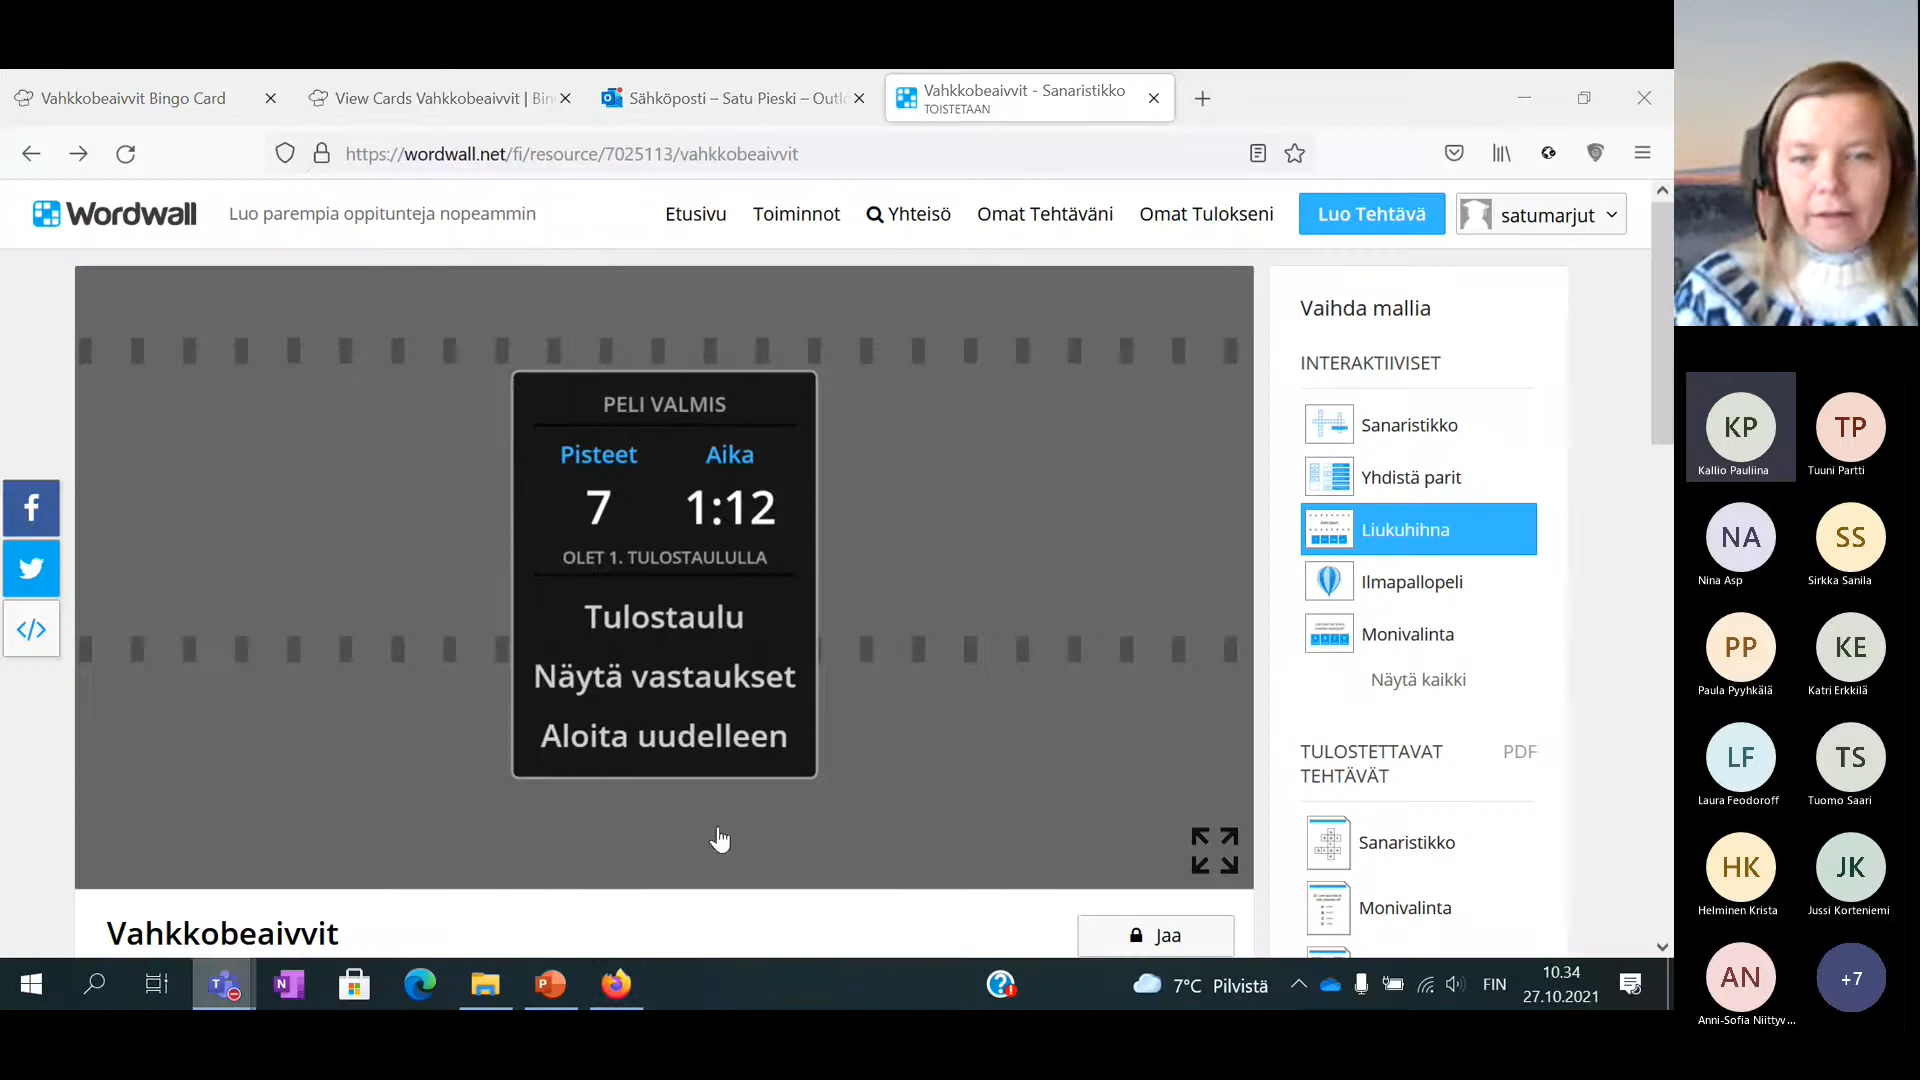 Vahkkobeaivvit Bingo Card
View Cards Vahkkobeaivvit | Bin
Sähköposti – Satu Pieski – Outlo
Vahkkobeaivvit - Sanaristikko
TOISTETAAN
https://wordwall.net/fi/resource/7025113/vahkkobeaivvit
Wordwall
Luo parempia oppitunteja nopeammin
Etusivu
Toiminnot
Yhteisö
Omat Tehtäväni
Omat Tulokseni
Luo Tehtävä
satumarjut
PELI VALMIS
Pisteet Aika
7 1:12
OLET 1. TULOSTAULULLA
Tulostaulu
Näytä vastaukset
Aloita uudelleen
Vahkkobeaivvit
Jaa
Vaihda mallia
INTERAKTIIVISET
Sanaristikko
Yhdistä parit
Liukuhihna
Ilmapallopeli
Monivalinta
Näytä kaikki
TULOSTETTAVAT PDF
TEHTÄVÄT
Sanaristikko
Monivalinta
7°C Pilvistä
FIN
10.34
27.10.2021
KP
Kallio Pauliina
TP
Tuuni Partti
NA
Nina Asp
SS
Sirkka Sanila
PP
Paula Pyyhkälä
KE
Katri Erkkilä
LF
Laura Feodoroff
TS
Tuomo Saari
HK
Helminen Krista
JK
Jussi Korteniemi
AN
Anni-Sofia Niittyv...
+7